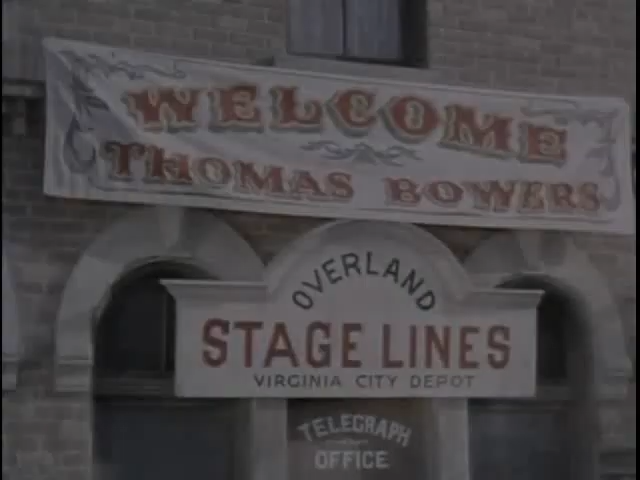 WELCOME
THOMAS BOWERS
OVERLAND
STAGE LINES
VIRGINIA CITY DEPOT
TELEGRAPH
OFFICE